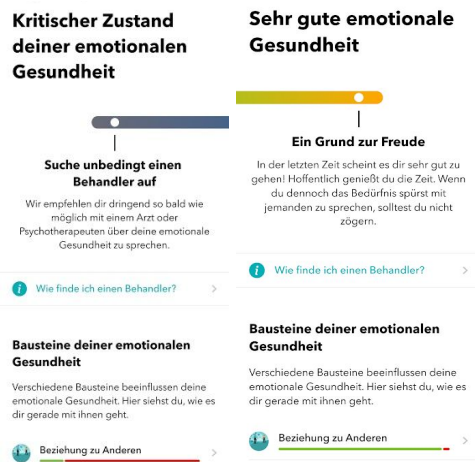 Kritischer Zustand
deiner emotionalen
Gesundheit
Suche unbedingt einen
Behandler auf
Wir empfehlen dir dringend so bald wie
möglich mit einem Arzt oder
Psychotherapeuten über deine emotionale
Gesundheit zu sprechen.
Wie finde ich einen Behandler?
Bausteine deiner emotionalen
Gesundheit
Verschiedene Bausteine beeinflussen deine
emotionale Gesundheit. Hier siehst du, wie es
dir gerade mit ihnen geht.
Beziehung zu Anderen
Sehr gute emotionale
Gesundheit
Ein Grund zur Freude
In der letzten Zeit scheint es dir sehr gut zu
gehen! Hoffentlich genießt du die Zeit. Wenn
du dennoch das Bedürfnis spürst mit
jemanden zu sprechen, solltest du nicht
zögern.
Wie finde ich einen Behandler?
Bausteine deiner emotionalen
Gesundheit
Verschiedene Bausteine beeinflussen deine
emotionale Gesundheit. Hier siehst du, wie es
dir gerade mit ihnen geht.
Beziehung zu Anderen